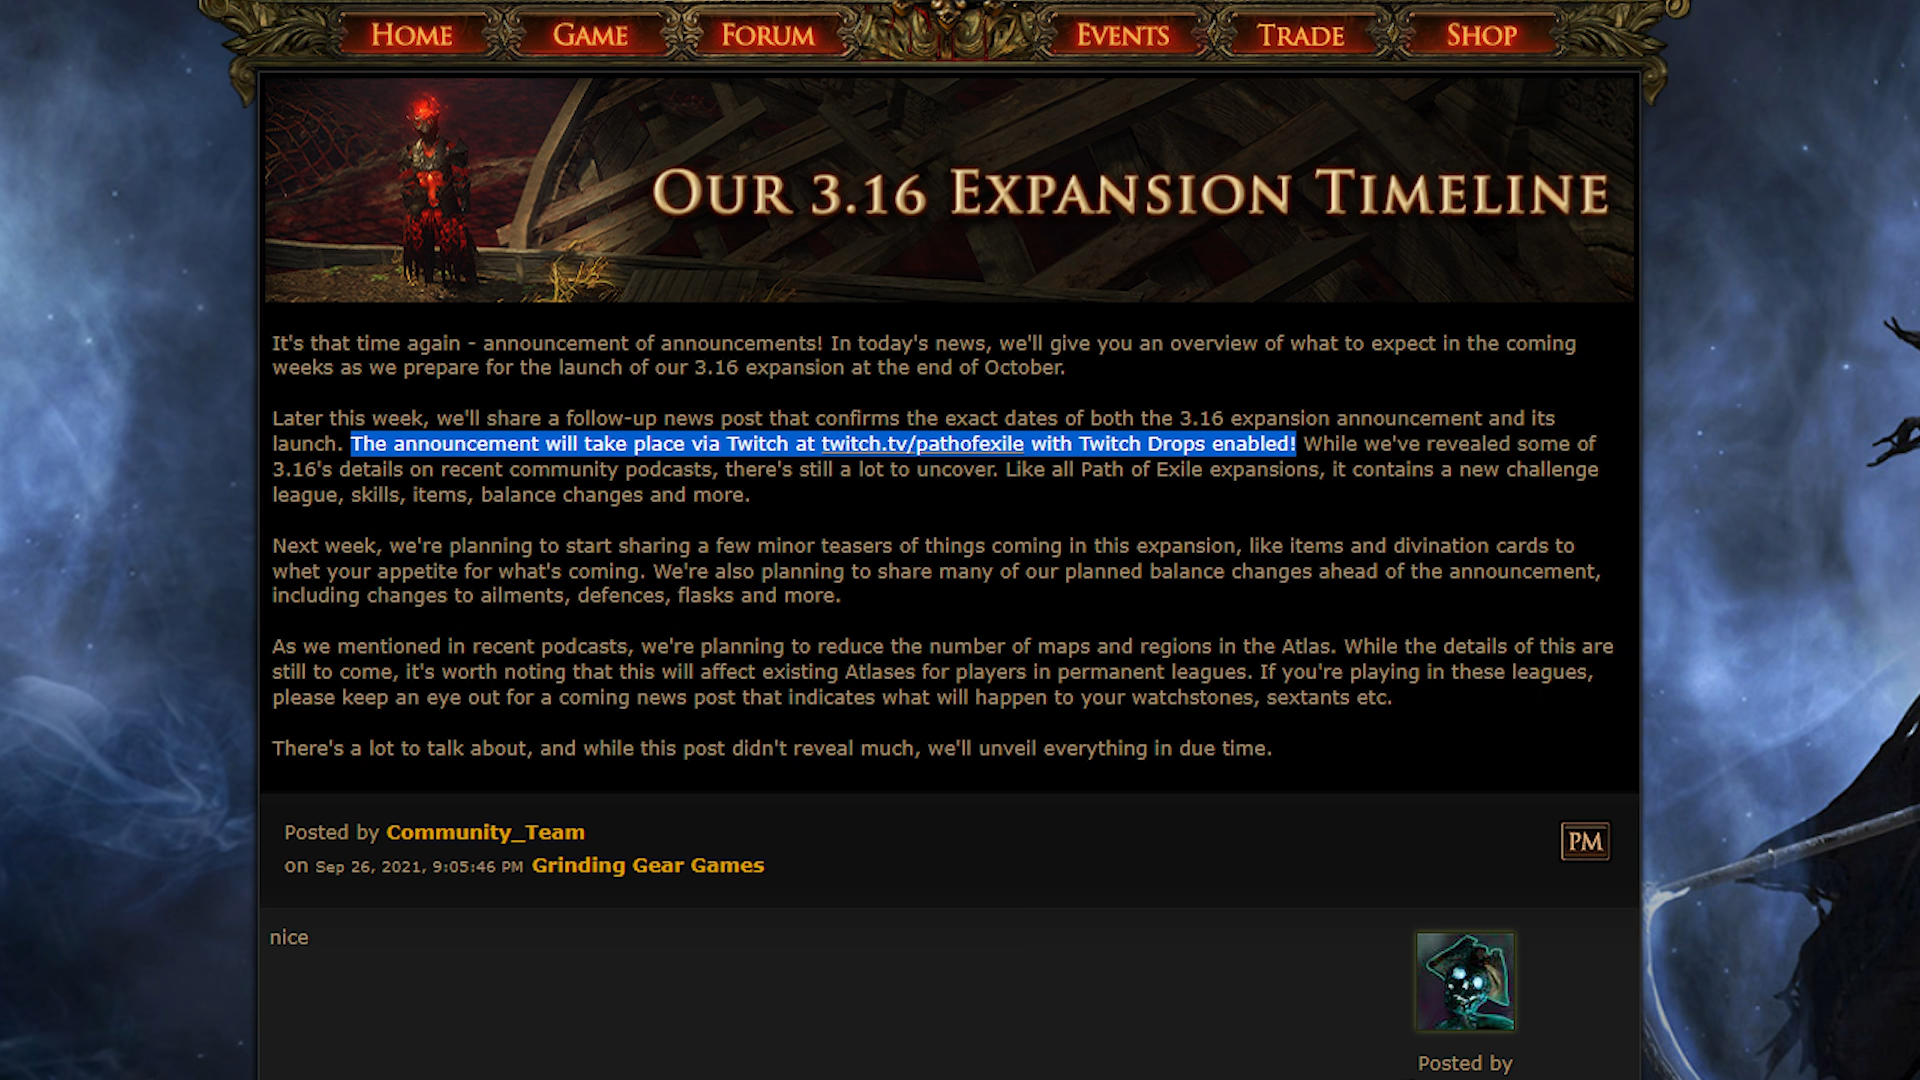 HOME GAME FORUM EVENTS TRADE SHOP
OUR 3.16 EXPANSION TIMELINE
It's that time again - announcement of announcements! In today's news, we'll give you an overview of what to expect in the coming
weeks as we prepare for the launch of our 3.16 expansion at the end of October.
Later this week, we'll share a follow-up news post that confirms the exact dates of both the 3.16 expansion announcement and its
launch. The announcement will take place via Twitch at twitch.tv/pathofexile with Twitch Drops enabled! While we've revealed some of
3.16's details on recent community podcasts, there's still a lot to uncover. Like all Path of Exile expansions, it contains a new challenge
league, skills, items, balance changes and more.
Next week, we're planning to start sharing a few minor teasers of things coming in this expansion, like items and divination cards to
whet your appetite for what's coming. We're also planning to share many of our planned balance changes ahead of the announcement,
including changes to ailments, defences, flasks and more.
As we mentioned in recent podcasts, we're planning to reduce the number of maps and regions in the Atlas. While the details of this are
still to come, it's worth noting that this will affect existing Atlases for players in permanent leagues. If you're playing in these leagues,
please keep an eye out for a coming news post that indicates what will happen to your watchstones, sextants etc.
There's a lot to talk about, and while this post didn't reveal much, we'll unveil everything in due time.
Posted by Community_Team
on Sep 26, 2021, 9:05:46 PM Grinding Gear Games
PM
nice
Posted by